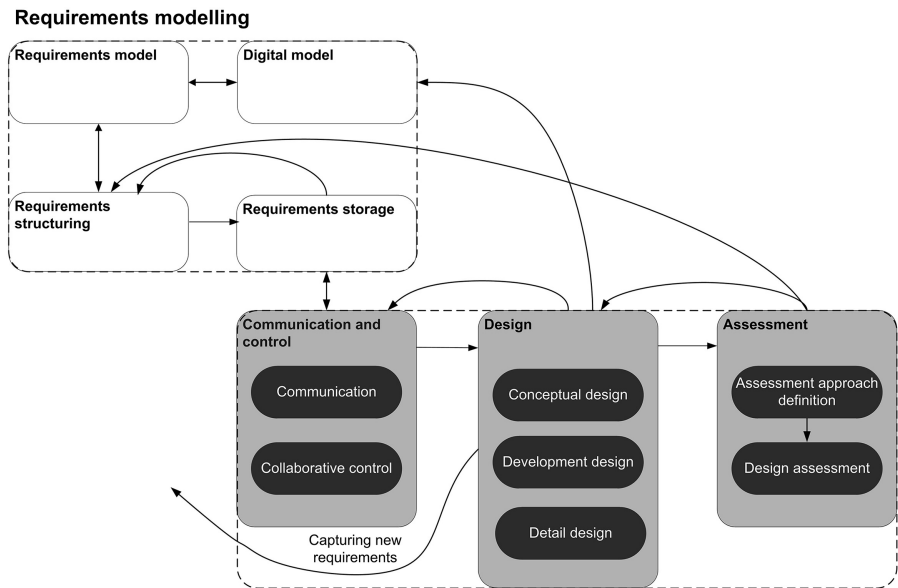 Requirements modelling
Requirements model
Digital model
Requirements
structuring
Requirements storage
Communication and
control
Communication
Collaborative control
Design
Conceptual design
Development design
Detail design
Assessment
Assessment approach
definition
Design assessment
Capturing new
requirements